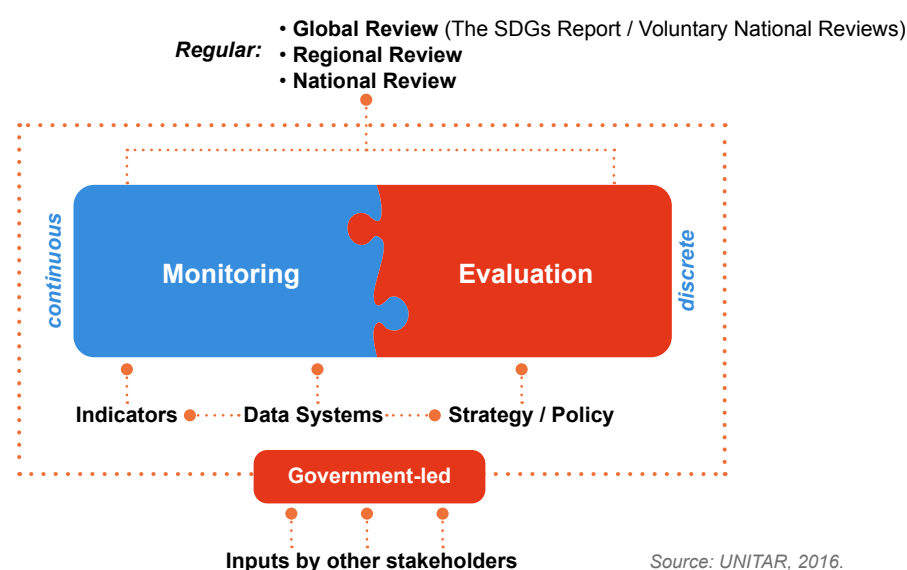 • Global Review (The SDGs Report / Voluntary National Reviews)
Regular:
• Regional Review
• National Review
continuous
Monitoring
Evaluation
discrete
Indicators
Data Systems
Strategy / Policy
Government-led
Inputs by other stakeholders
Source: UNITAR, 2016.